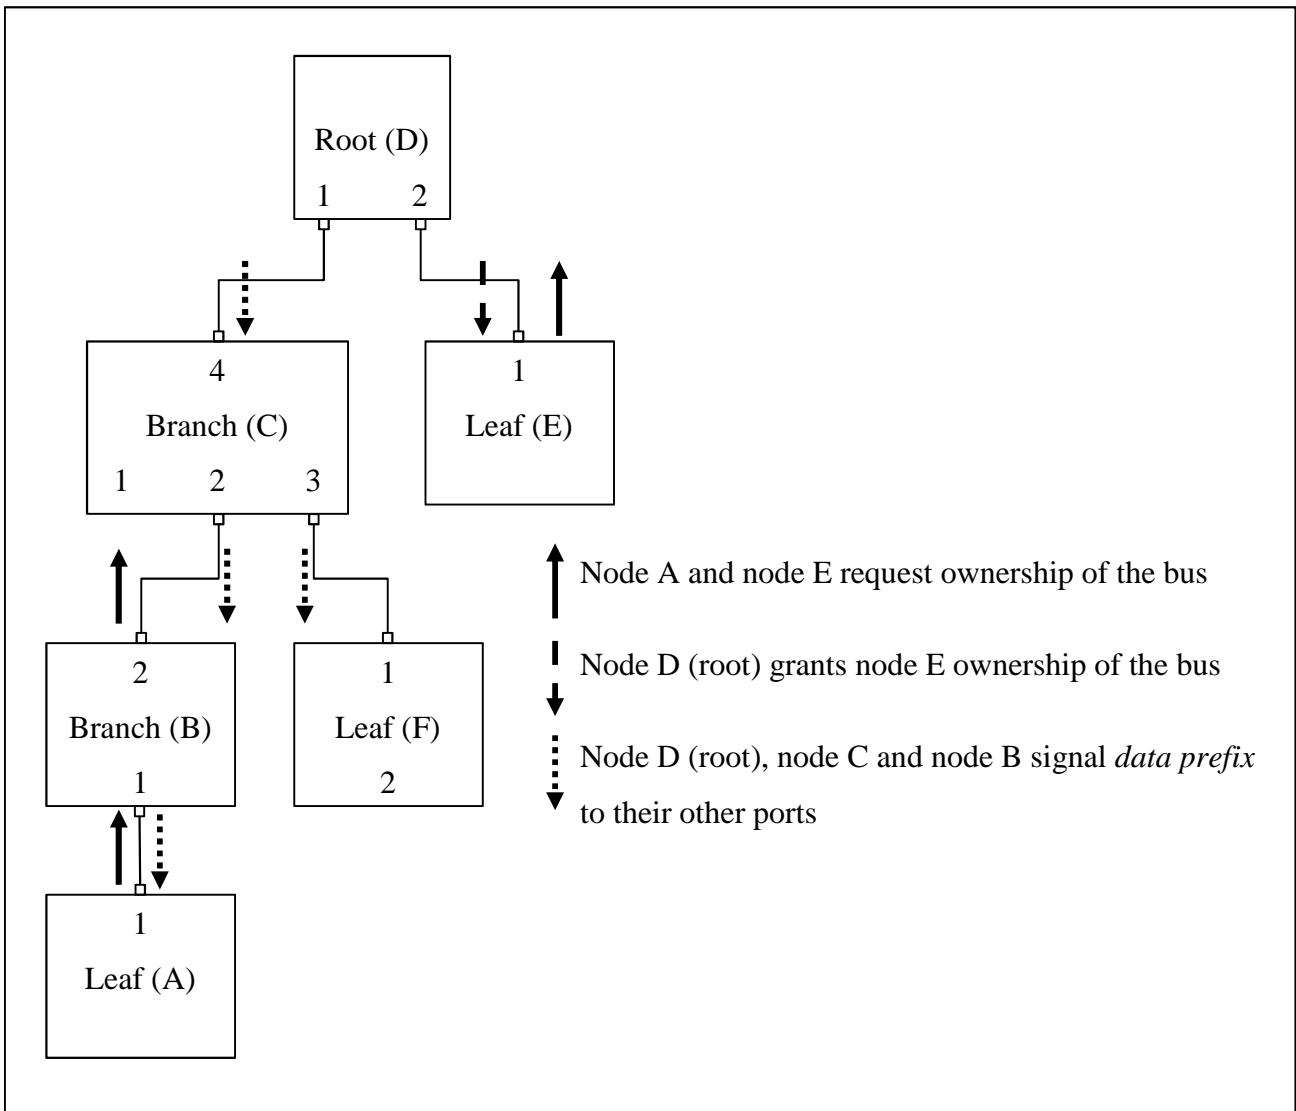 Root (D)
1 2
4
Branch (C)
1 2 3
1
Leaf (E)
2
Branch (B)
1
1
Leaf (F)
2
1
Leaf (A)
Node A and node E request ownership of the bus
Node D (root) grants node E ownership of the bus
Node D (root), node C and node B signal data prefix
to their other ports